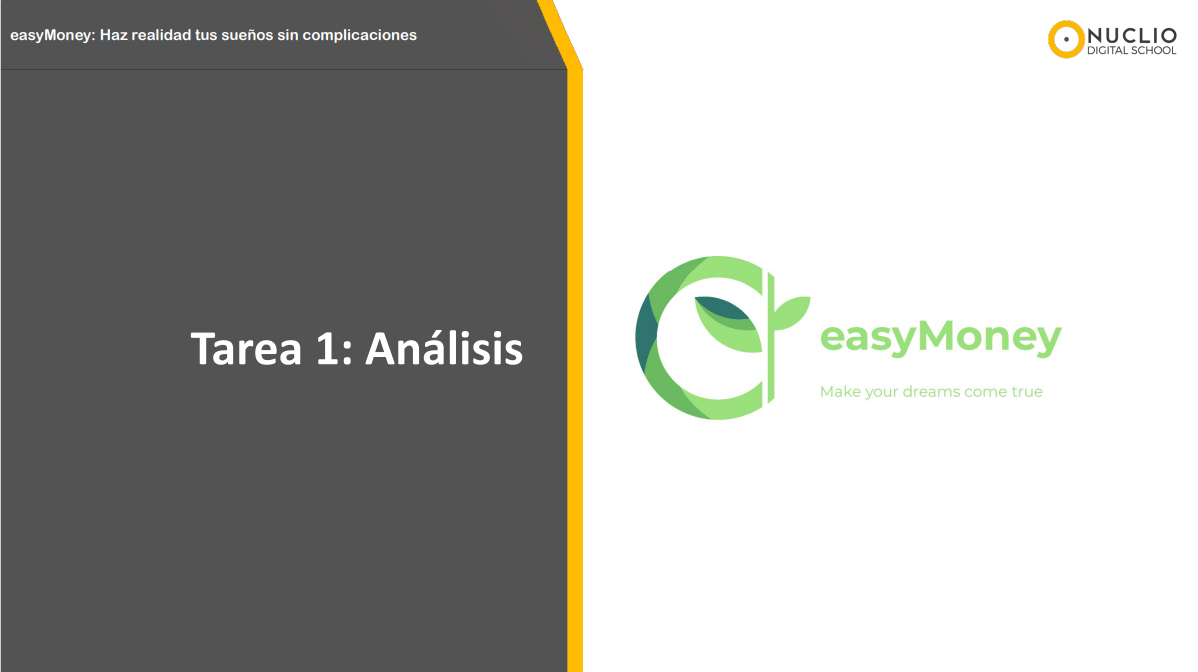 easyMoney: Haz realidad tus sueños sin complicaciones
NUCLIO
DIGITAL SCHOOL
Tarea 1: Análisis
easyMoney
Make your dreams come true